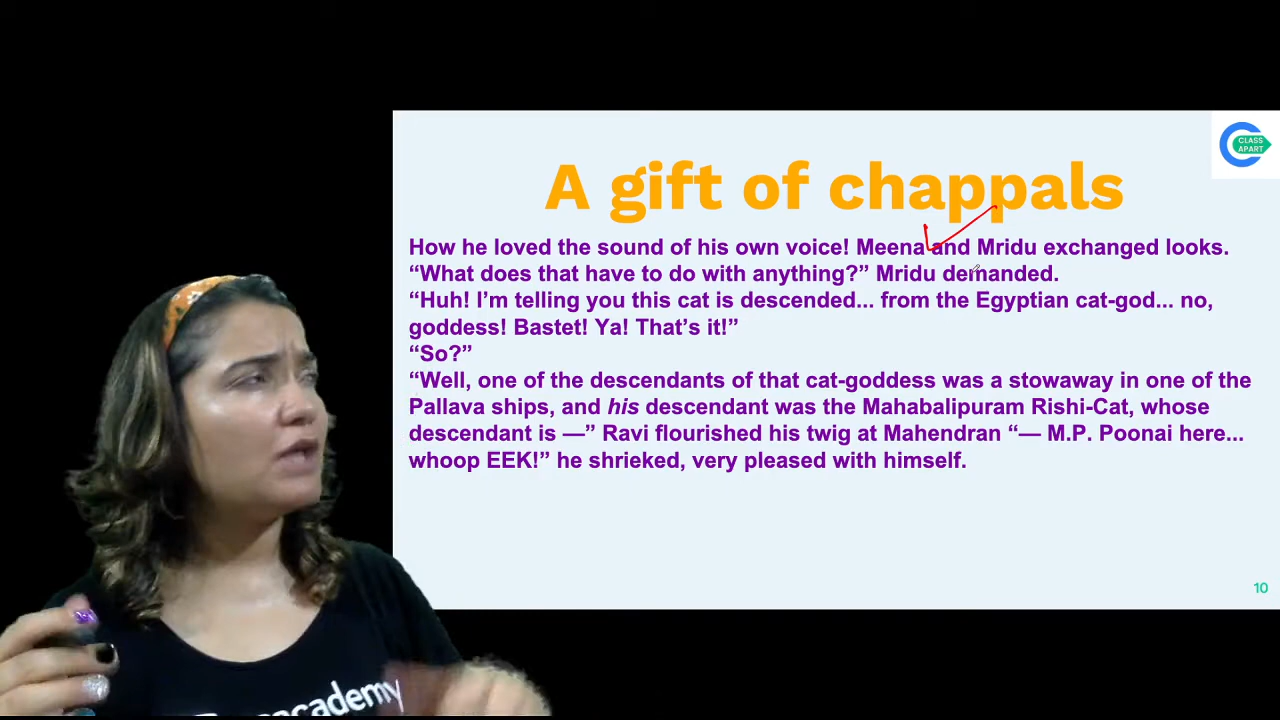 CLASS
APART
A gift of chappals
How he loved the sound of his own voice! Meena and Mridu exchanged looks.
“What does that have to do with anything?” Mridu demanded.
“Huh! I’m telling you this cat is descended... from the Egyptian cat-god... no,
goddess! Bastet! Ya! That’s it!”
“So?”
“Well, one of the descendants of that cat-goddess was a stowaway in one of the
Pallava ships, and his descendant was the Mahabalipuram Rishi-Cat, whose
descendant is —” Ravi flourished his twig at Mahendran “— M.P. Poonai here...
whoop EEK!” he shrieked, very pleased with himself.
10